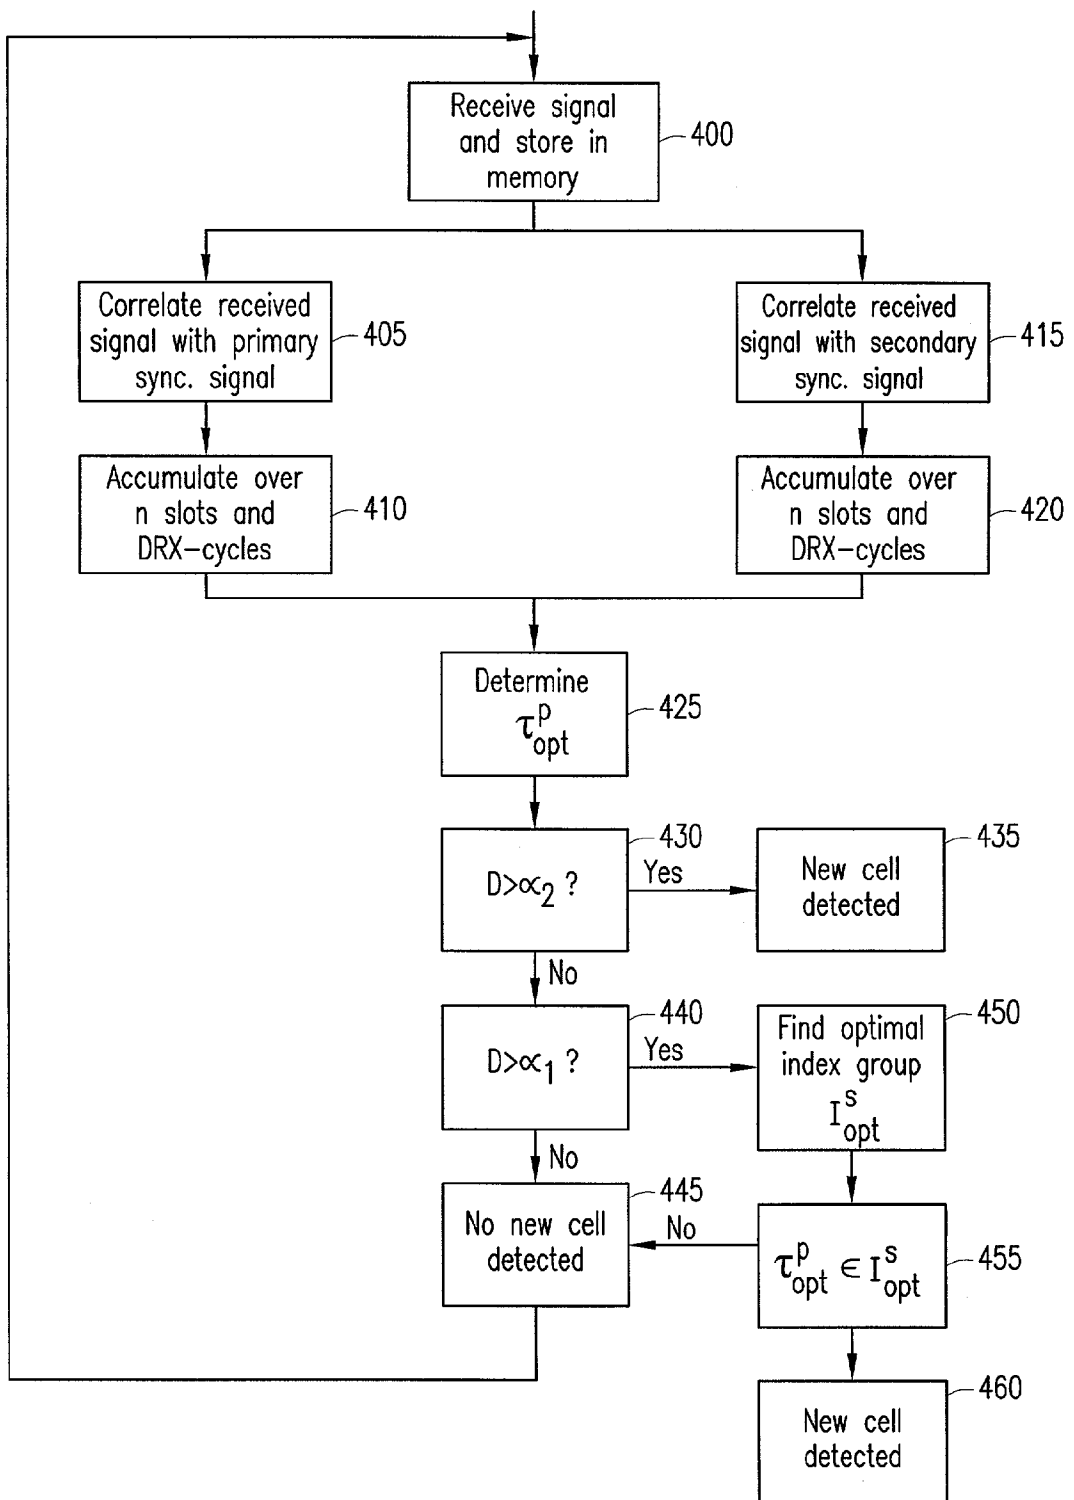 Receive signal
and store in
memory
400
Correlate received
signal with primary
sync. signal
405
Correlate received
signal with secondary
sync. signal
415
Accumulate over
n slots and
DRX-cycles
410
Accumulate over
n slots and
DRX-cycles
420
Determine
τ^p_opt
425
D>∝2 ?
430
Yes
New cell
detected
435
No
D>∝1 ?
440
Yes
Find optimal
index group
I^s_opt
450
No
No new cell
detected
445
No
τ^p_opt ∈ I^s_opt
455
New cell
detected
460